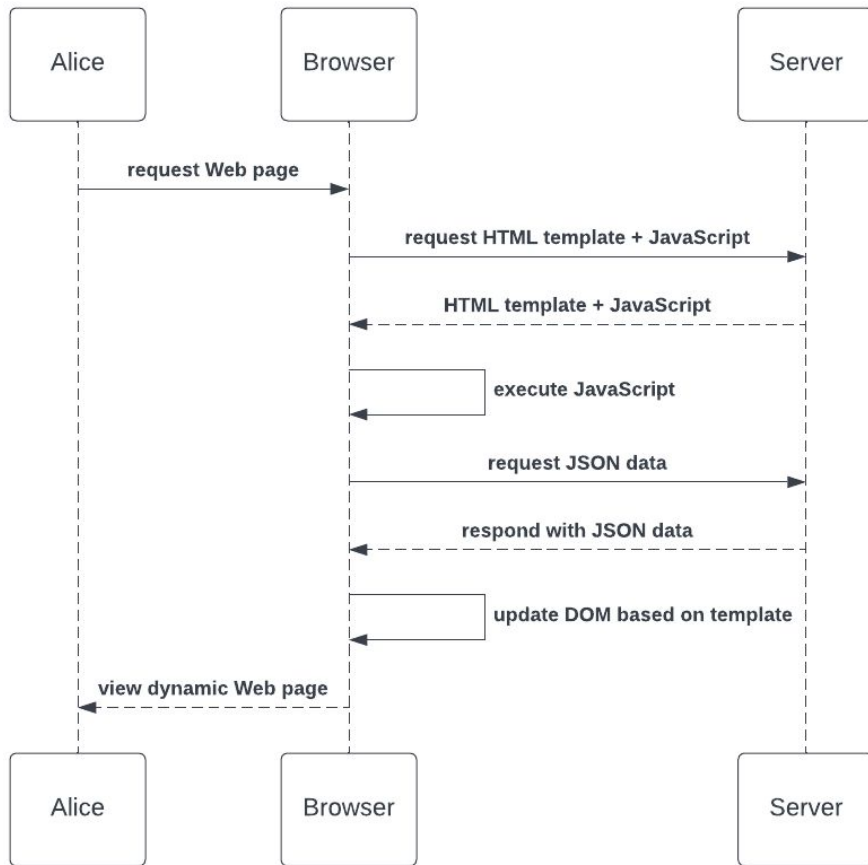 Alice
Browser
Server
request Web page
request HTML template + JavaScript
HTML template + JavaScript
execute JavaScript
request JSON data
respond with JSON data
update DOM based on template
view dynamic Web page
Alice
Browser
Server